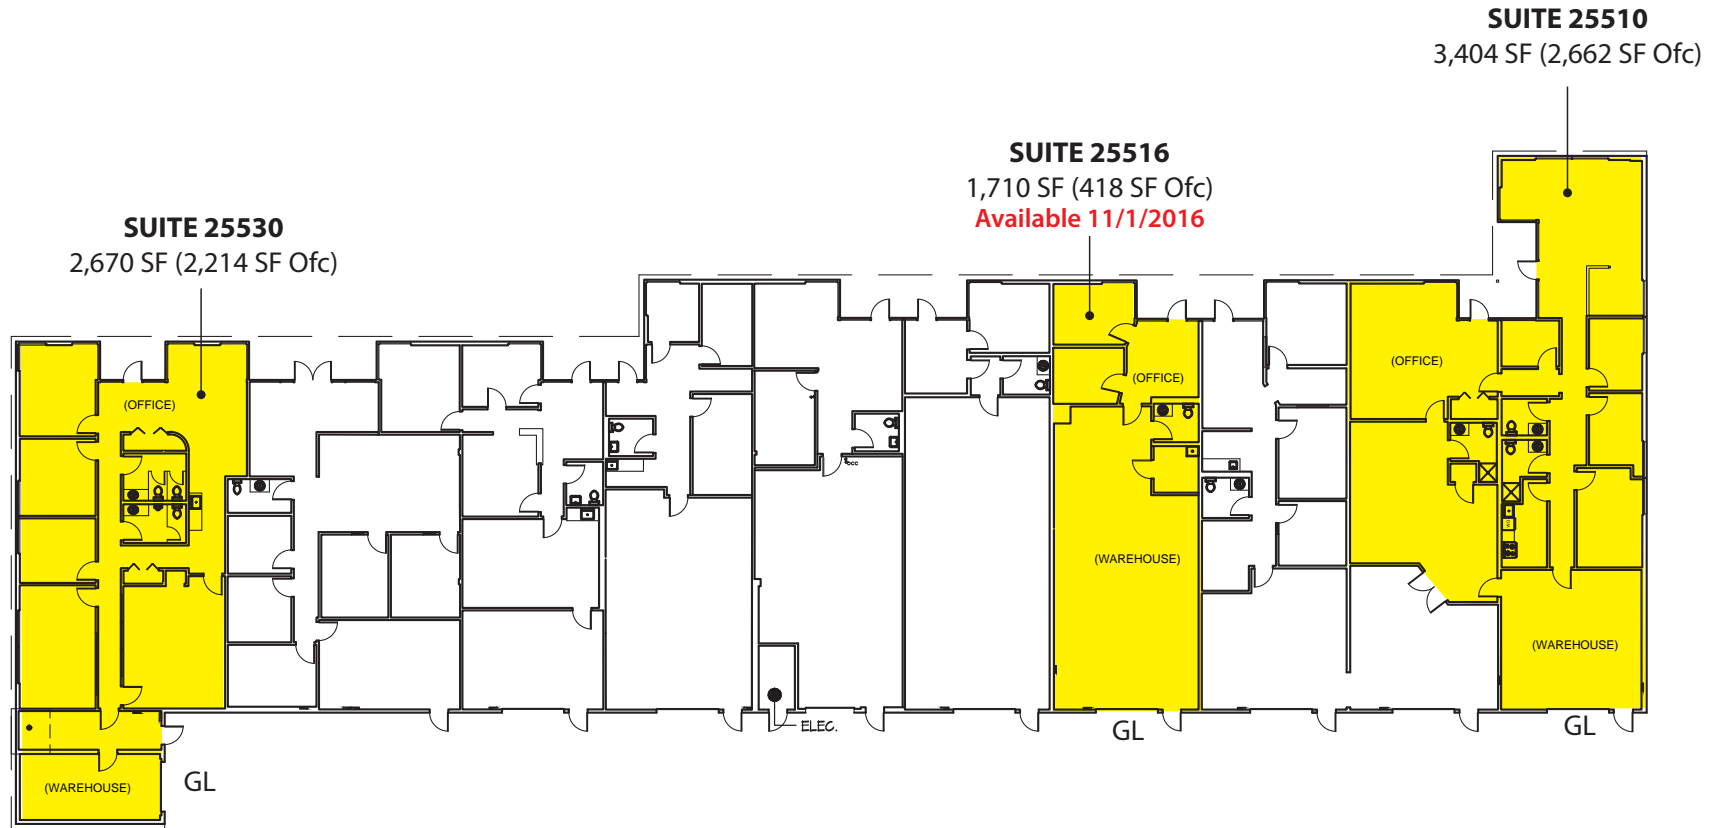 SUITE 25510
3,404 SF (2,662 SF Ofc)
SUITE 25516
1,710 SF (418 SF Ofc)
Available 11/1/2016
SUITE 25530
2,670 SF (2,214 SF Ofc)
(OFFICE)
(OFFICE)
(OFFICE)
(WAREHOUSE)
(WAREHOUSE)
(WAREHOUSE)
ELEC.
GL
GL
GL